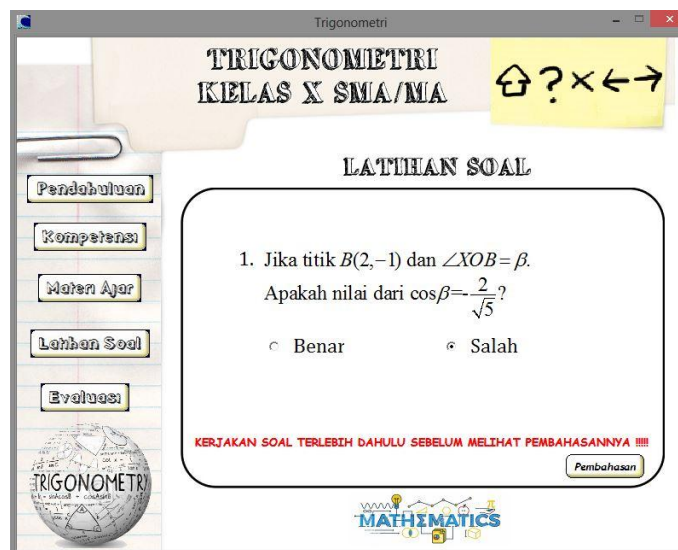 Trigonometri
TRIGONOMETRI
KELAS X SMA/MA
LATIHAN SOAL
Pendahuluan
Kompetensi
Materi Ajar
Latihan Soal
Evaluasi
1. Jika titik B(2,−1) dan ∠XOB = β.
Apakah nilai dari cosβ=-2/√5?
Benar
Salah
KERJAKAN SOAL TERLEBIH DAHULU SEBELUM MELIHAT PEMBAHASANNYA !!!!!
Pembahasan
TRIGONOMETRI
MATHΣMATICS